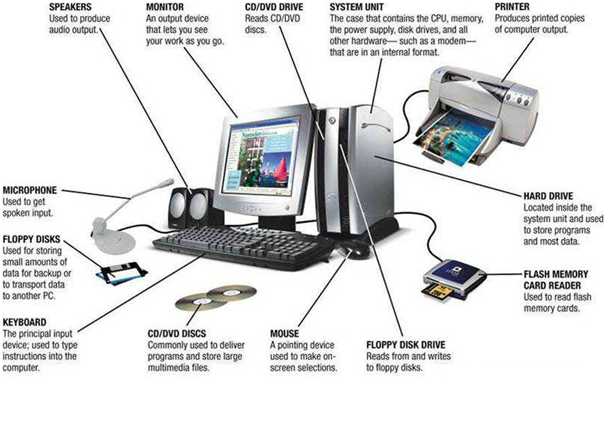 SPEAKERS
Used to produce
audio output.
MONITOR
An output device
that lets you see
your work as you go.
CD/DVD DRIVE
Reads CD/DVD
discs.
SYSTEM UNIT
The case that contains the CPU, memory,
the power supply, disk drives, and all
other hardware— such as a modem—
that are in an internal format.
PRINTER
Produces printed copies
of computer output.
MICROPHONE
Used to get
spoken input.
FLOPPY DISKS
Used for storing
small amounts of
data for backup or
to transport data
to another PC.
KEYBOARD
The principal input
device; used to type
instructions into the
computer.
CD/DVD DISCS
Commonly used to deliver
programs and store large
multimedia files.
MOUSE
A pointing device
used to make on-
screen selections.
FLOPPY DISK DRIVE
Reads from and writes
to floppy disks.
HARD DRIVE
Located inside the
system unit and used
to store programs
and most data.
FLASH MEMORY
CARD READER
Used to read flash
memory cards.